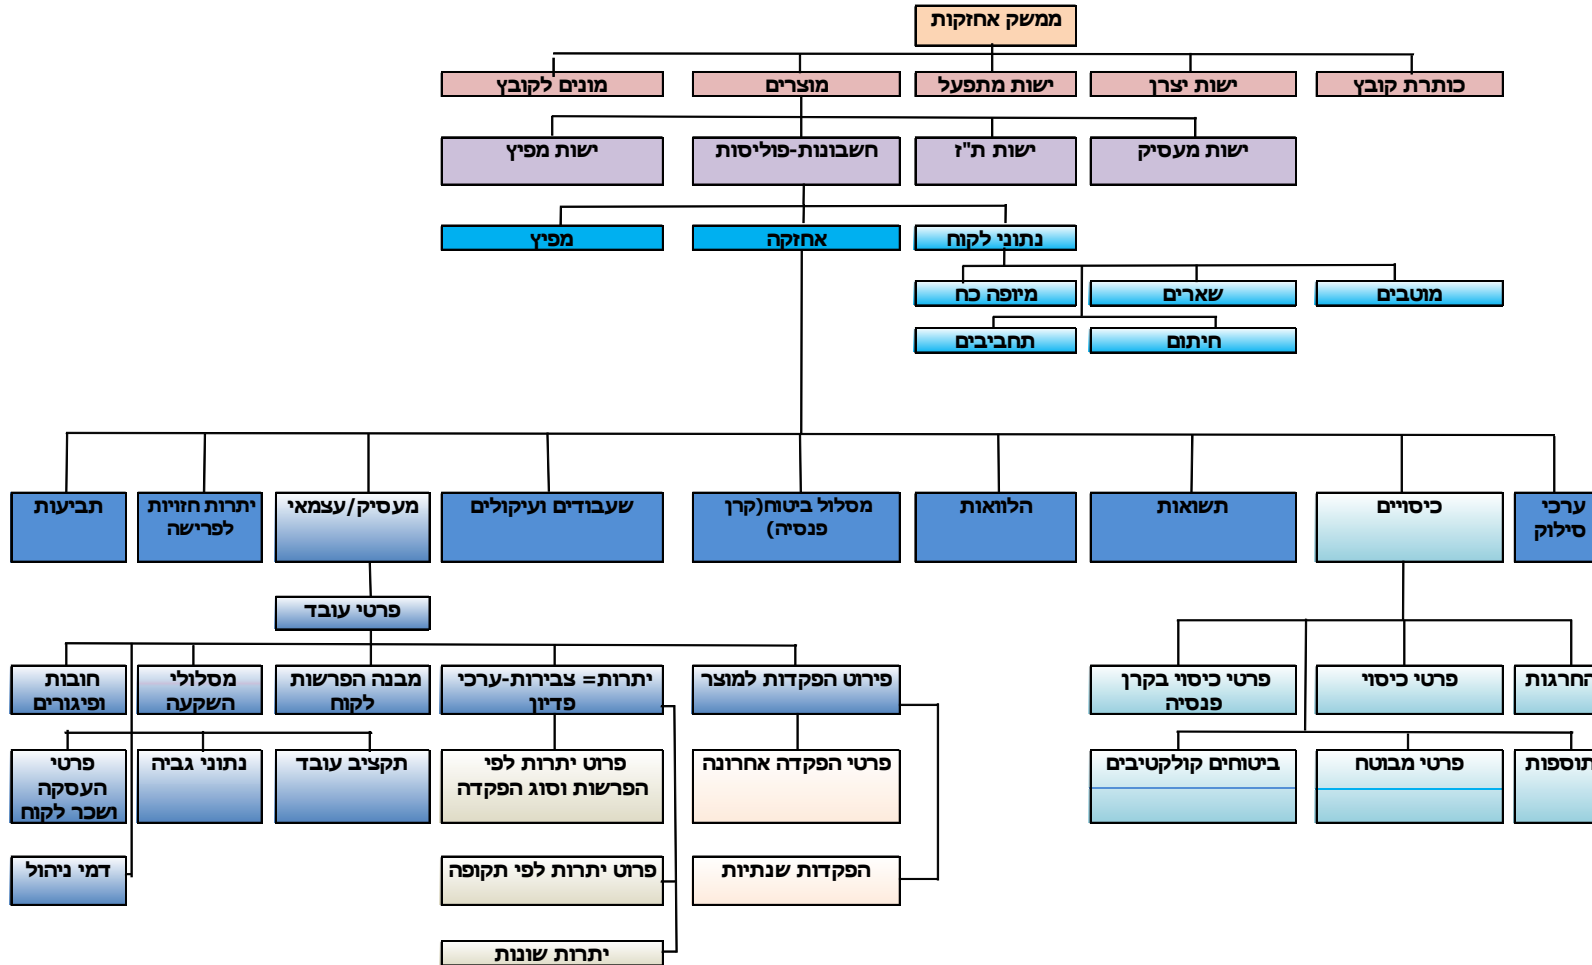 ממשק אחזקות
כותרת קובץ
ישות יצרן
ישות מתפעל
מוצרים
מונים לקובץ
ישות מעסיק
ישות ת"ז
חשבונות-פוליסות
ישות מפיץ
נתוני לקוח
אחזקה
מפיץ
מוטבים
שארים
מיופה כח
חיתום
תחביבים
ערכי
סילוק
כיסויים
תשואות
הלוואות
מסלול ביטוח(קרן
פנסיה)
שעבודים ועיקולים
מעסיק/עצמאי
יתרות חזויות
לפרישה
תביעות
פרטי עובד
החרגות
פרטי כיסוי
פרטי כיסוי בקרן
פנסיה
פירוט הפקדות למוצר
יתרות= צבירות-ערכי
פדיון
מבנה הפרשות
לקוח
מסלולי
השקעה
חובות
ופיגורים
תוספות
פרטי מבוטח
ביטוחים קולקטיבים
פרטי הפקדה אחרונה
פרוט יתרות לפי
הפרשות וסוג הפקדה
תקציב עובד
נתוני גביה
פרטי
העסקה
ושכר לקוח
הפקדות שנתיות
פרוט יתרות לפי תקופה
דמי ניהול
יתרות שונות